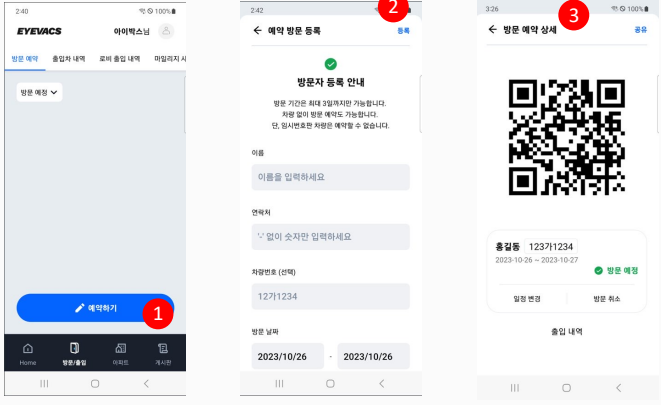 2:40
100%
EYEVACS
아이박스님
방문 예약
출입차 내역
로비 출입 내역
마일리지 사
방문 예정
예약하기
1
Home
방문/출입
아파트
게시판
2:42
2
예약 방문 등록
등록
방문자 등록 안내
방문 기간은 최대 3일까지만 가능합니다.
차량 없이 방문 예약도 가능합니다.
단, 임시번호판 차량은 예약할 수 없습니다.
이름
이름을 입력하세요
연락처
'-' 없이 숫자만 입력하세요
차량번호 (선택)
12가1234
방문 날짜
2023/10/26 - 2023/10/26
3:26
3
100%
방문 예약 상세
공유
홍길동 123가1234
2023-10-26 ~ 2023-10-27
방문 예정
일정 변경
방문 취소
출입 내역